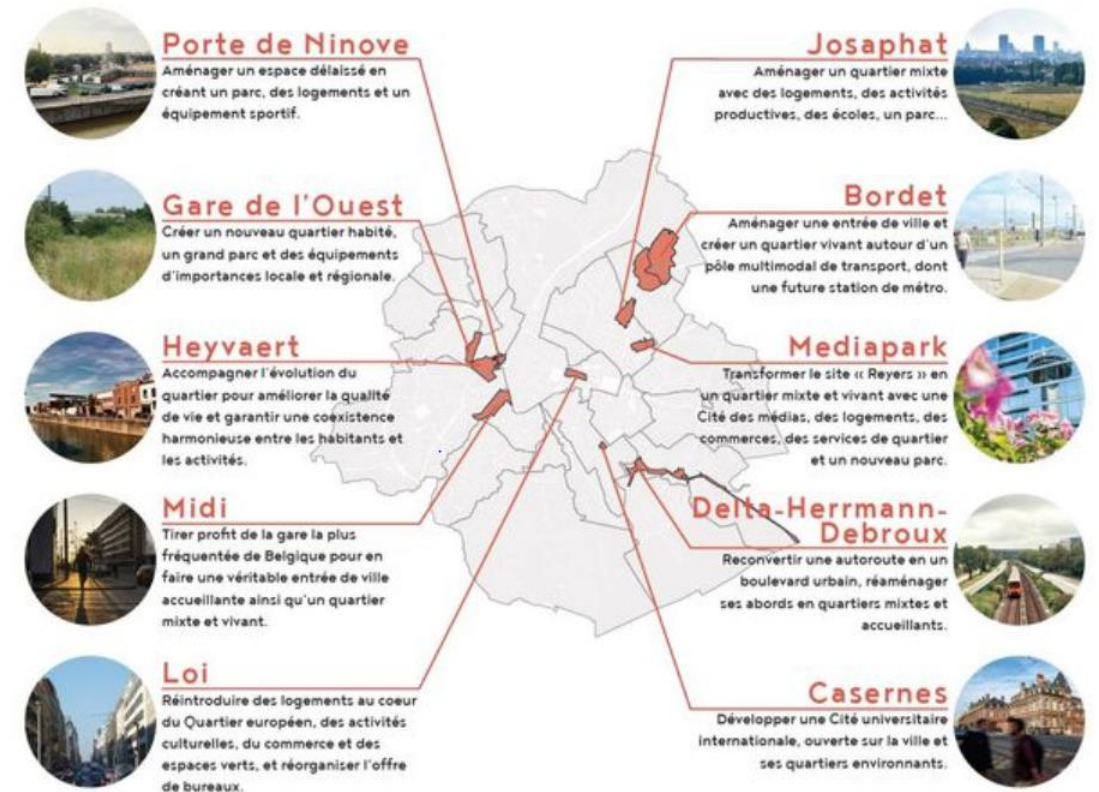 Porte de Ninove
Aménager un espace délaissé en
créant un parc, des logements et un
équipement sportif.
Gare de l'Ouest
Créer un nouveau quartier habité,
un grand parc et des équipements
d'importances locale et régionale.
Heyvaert
Accompagner l'évolution du
quartier pour améliorer la qualité
de vie et garantir une coexistence
harmonieuse entre les habitants et
les activités.
Midi
Tirer profit de la gare la plus
fréquentée de Belgique pour en
faire une véritable entrée de ville
accueillante ainsi qu'un quartier
mixte et vivant.
Loi
Réintroduire des logements au coeur
du Quartier européen, des activités
culturelles, du commerce et des
espaces verts, et réorganiser l'offre
de bureaux.
Josaphat
Aménager un quartier mixte
avec des logements, des activités
productives, des écoles, un parc...
Bordet
Aménager une entrée de ville et
créer un quartier vivant autour d'un
pôle multimodal de transport, dont
une future station de métro.
Mediapark
Transformer le site « Reyers » en
un quartier mixte et vivant avec une
Cité des médias, des logements, des
commerces, des services de quartier
et un nouveau parc.
Delta-Herrmann-
Debroux
Reconvertir une autoroute en un
boulevard urbain, réaménager
ses abords en quartiers mixtes et
accueillants.
Casernes
Développer une Cité universitaire
internationale, ouverte sur la ville et
ses quartiers environnants.